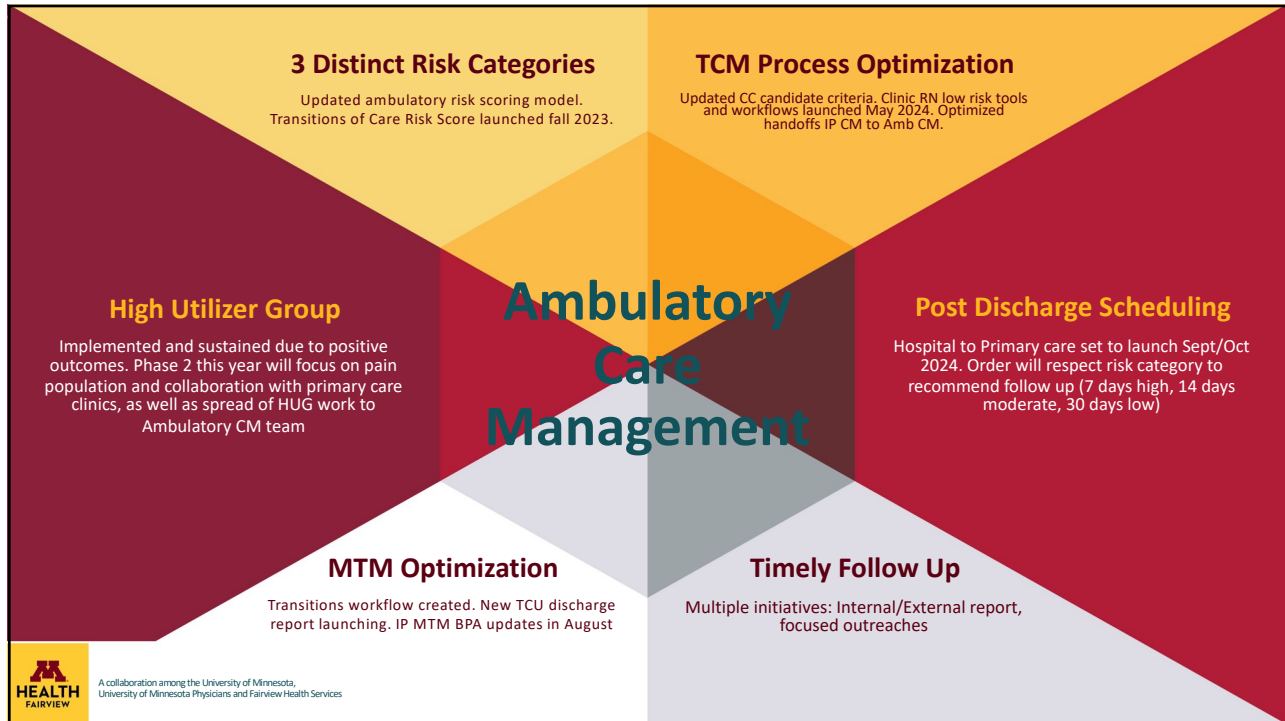 3 Distinct Risk Categories
Updated ambulatory risk scoring model.
Transitions of Care Risk Score launched fall 2023.
TCM Process Optimization
Updated CC candidate criteria. Clinic RN low risk tools
and workflows launched May 2024. Optimized
handoffs IP CM to Amb CM.
High Utilizer Group
Implemented and sustained due to positive
outcomes. Phase 2 this year will focus on pain
population and collaboration with primary care
clinics, as well as spread of HUG work to
Ambulatory CM team
Ambulatory
Care
Management
Post Discharge Scheduling
Hospital to Primary care set to launch Sept/Oct
2024. Order will respect risk category to
recommend follow up (7 days high, 14 days
moderate, 30 days low)
MTM Optimization
Transitions workflow created. New TCU discharge
report launching. IP MTM BPA updates in August
Timely Follow Up
Multiple initiatives: Internal/External report,
focused outreaches
M
HEALTH
FAIRVIEW
A collaboration among the University of Minnesota,
University of Minnesota Physicians and Fairview Health Services